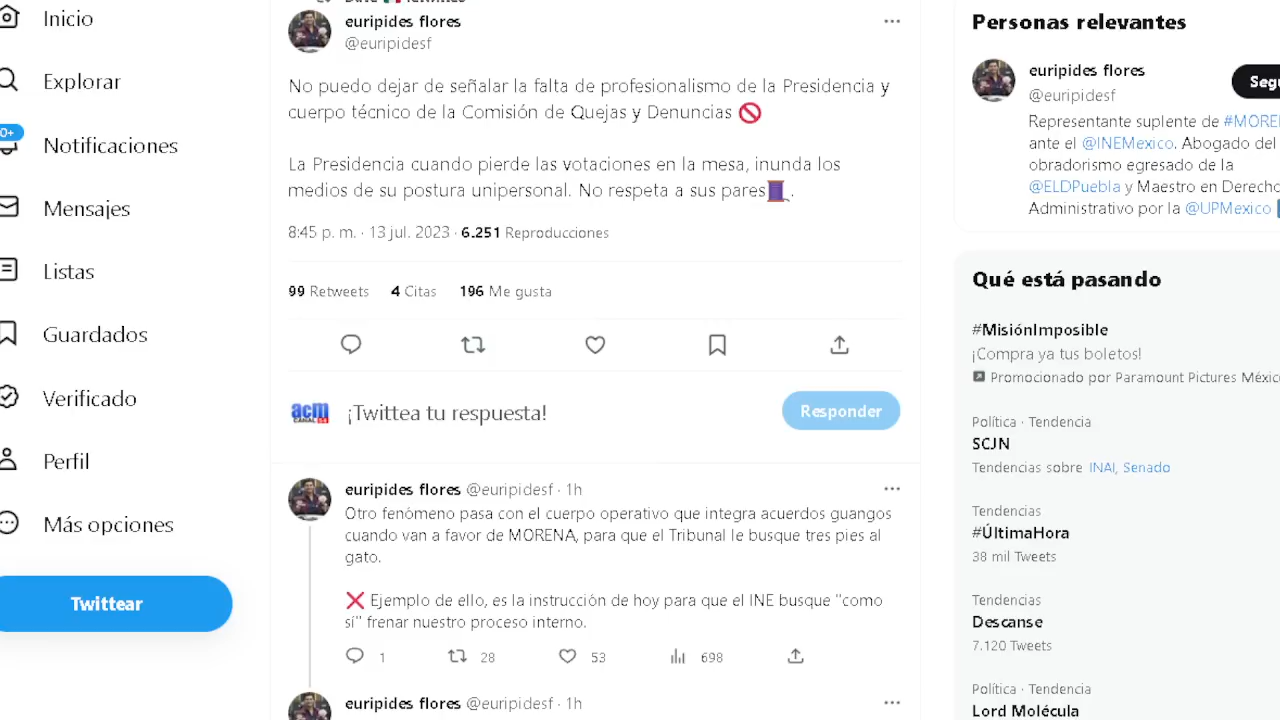 Inicio
Explorar
Notificaciones
Mensajes
Listas
Guardados
Verificado
Perfil
Más opciones
Twittear
euripides flores
@euripidesf
No puedo dejar de señalar la falta de profesionalismo de la Presidencia y
cuerpo técnico de la Comisión de Quejas y Denuncias 🚫
La Presidencia cuando pierde las votaciones en la mesa, inunda los
medios de su postura unipersonal. No respeta a sus pares🧵.
8:45 p. m. · 13 jul. 2023 · 6.251 Reproducciones
99 Retweets 4 Citas 196 Me gusta
acm
CANAL
¡Twittea tu respuesta!
Responder
euripides flores @euripidesf · 1h
Otro fenómeno pasa con el cuerpo operativo que integra acuerdos guangos
cuando van a favor de MORENA, para que el Tribunal le busque tres pies al
gato.
❌ Ejemplo de ello, es la instrucción de hoy para que el INE busque "como
sí" frenar nuestro proceso interno.
1 28 53 698
euripides flores @euripidesf · 1h
Personas relevantes
euripides flores
@euripidesf
Segu
Representante suplente de #MOREN
ante el @INEMexico. Abogado del
obradorismo egresado de la
@ELDPuebla y Maestro en Derecho
Administrativo por la @UPMexico
Qué está pasando
#MisiónImposible
¡Compra ya tus boletos!
Promocionado por Paramount Pictures Méxic
Política · Tendencia
SCJN
Tendencias sobre INAI, Senado
Tendencias
#ÚltimaHora
38 mil Tweets
Tendencias
Descanse
7.120 Tweets
Política · Tendencia
Lord Molécula